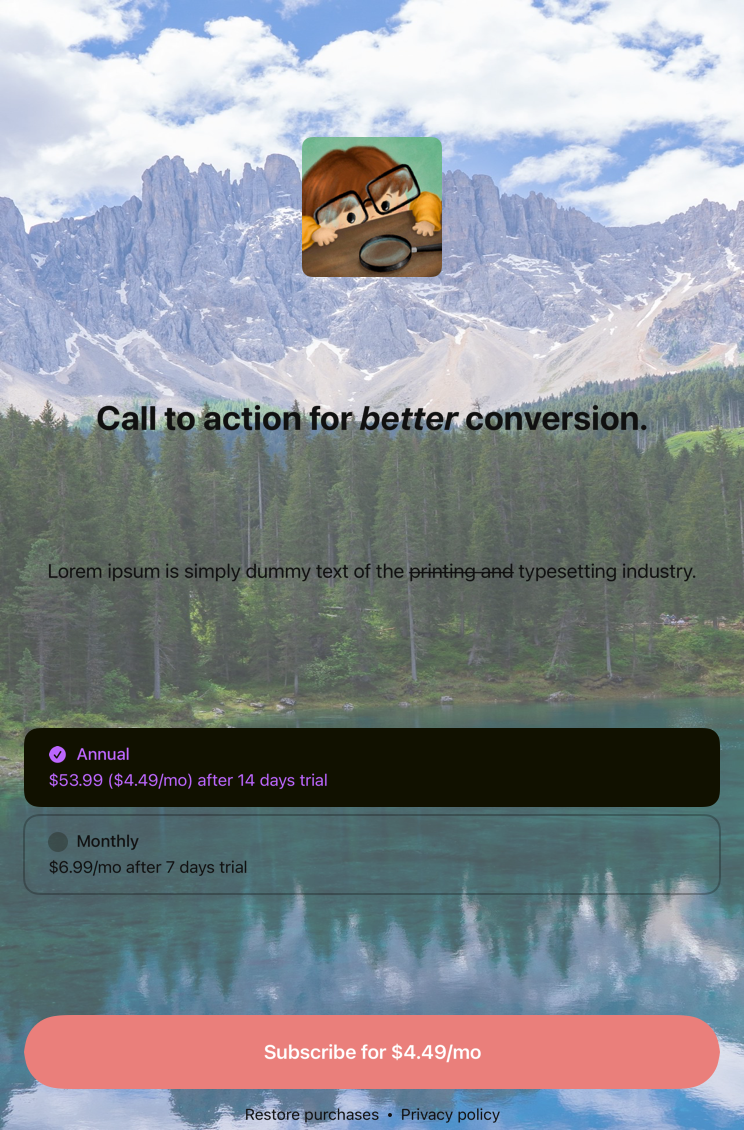 Call to action for better conversion.
Lorem ipsum is simply dummy text of the printing and typesetting industry.
Annual
$53.99 ($4.49/mo) after 14 days trial
Monthly
$6.99/mo after 7 days trial
Subscribe for $4.49/mo
Restore purchases • Privacy policy